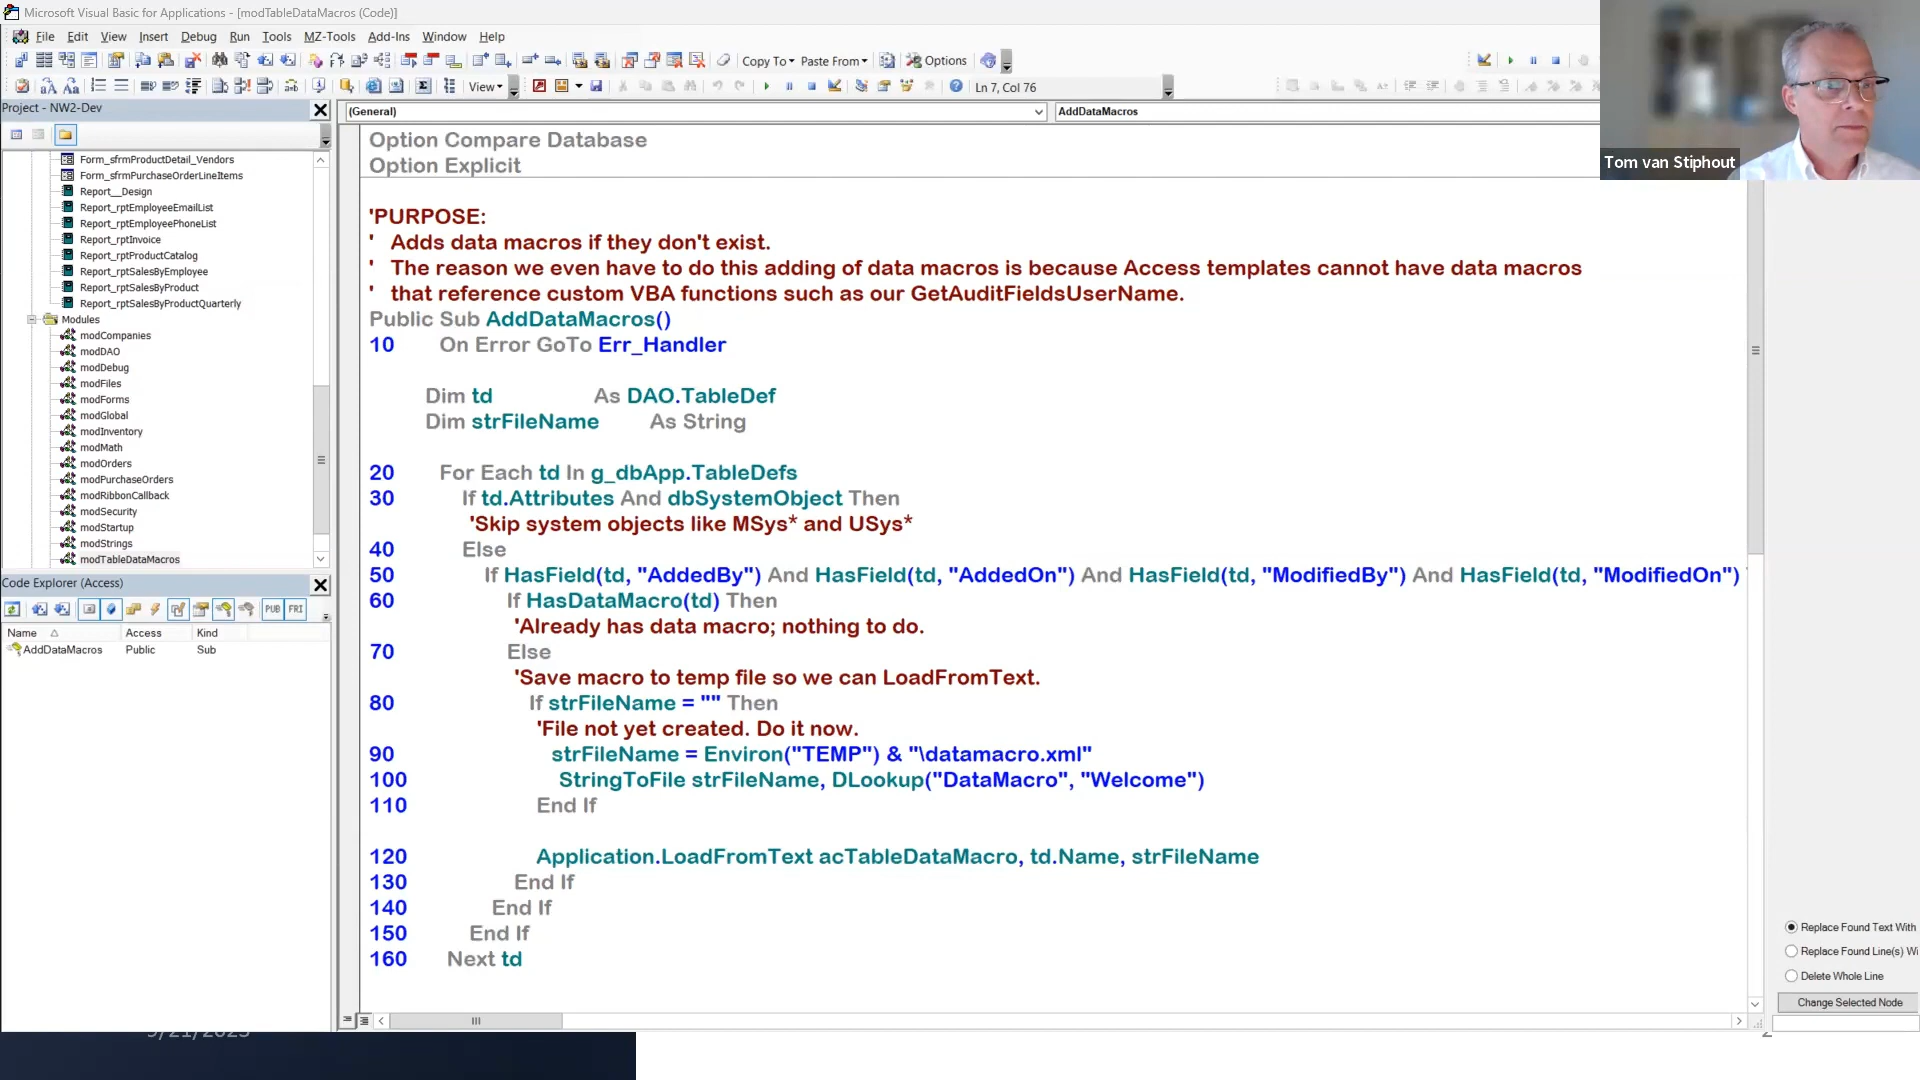 Microsoft Visual Basic for Applications - [modTableDataMacros (Code)]
File Edit View Insert Debug Run Tools MZ-Tools Add-Ins Window Help
Copy To Paste From Options
View Ln 7, Col 76
Project - NW2-Dev
(General) AddDataMacros
Tom van Stiphout
Form_sfrmProductDetail_Vendors
Form_sfrmPurchaseOrderLineItems
Report__Design
Report_rptEmployeeEmailList
Report_rptEmployeePhoneList
Report_rptInvoice
Report_rptProductCatalog
Report_rptSalesByEmployee
Report_rptSalesByProduct
Report_rptSalesByProductQuarterly
Modules
modCompanies
modDAO
modDebug
modFiles
modForms
modGlobal
modInventory
modMath
modOrders
modPurchaseOrders
modRibbonCallback
modSecurity
modStartup
modStrings
modTableDataMacros
Code Explorer (Access)
PUB FRI
Name Access Kind
AddDataMacros Public Sub
Option Compare Database
Option Explicit
'PURPOSE:
' Adds data macros if they don't exist.
' The reason we even have to do this adding of data macros is because Access templates cannot have data macros
' that reference custom VBA functions such as our GetAuditFieldsUserName.
Public Sub AddDataMacros()
10 On Error GoTo Err_Handler
Dim td As DAO.TableDef
Dim strFileName As String
20 For Each td In g_dbApp.TableDefs
30 If td.Attributes And dbSystemObject Then
'Skip system objects like MSys* and USys*
40 Else
50 If HasField(td, "AddedBy") And HasField(td, "AddedOn") And HasField(td, "ModifiedBy") And HasField(td, "ModifiedOn")
60 If HasDataMacro(td) Then
'Already has data macro; nothing to do.
70 Else
'Save macro to temp file so we can LoadFromText.
80 If strFileName = "" Then
'File not yet created. Do it now.
90 strFileName = Environ("TEMP") & "\datamacro.xml"
100 StringToFile strFileName, DLookup("DataMacro", "Welcome")
110 End If
120 Application.LoadFromText acTableDataMacro, td.Name, strFileName
130 End If
140 End If
150 End If
160 Next td
Replace Found Text With
Replace Found Line(s) Wi
Delete Whole Line
Change Selected Node